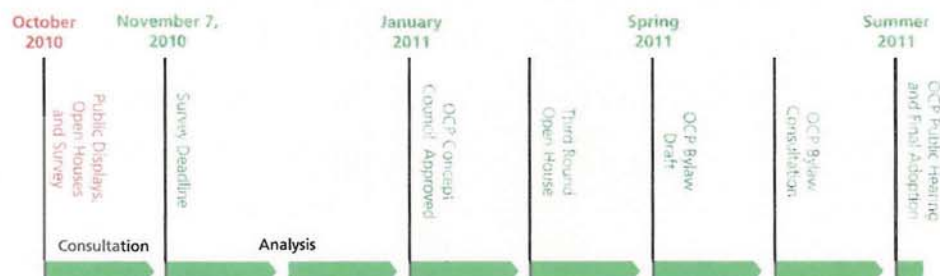 October
2010
November 7,
2010
January
2011
Spring
2011
Summer
2011
Public Displays,
Open Houses
and Survey
Survey Deadline
OCP Concept
Council Approved
Third Round
Open House
OCP Bylaw
Draft
OCP Bylaw
Consultation
OCP Public Hearing
and Final Adoption
Consultation
Analysis